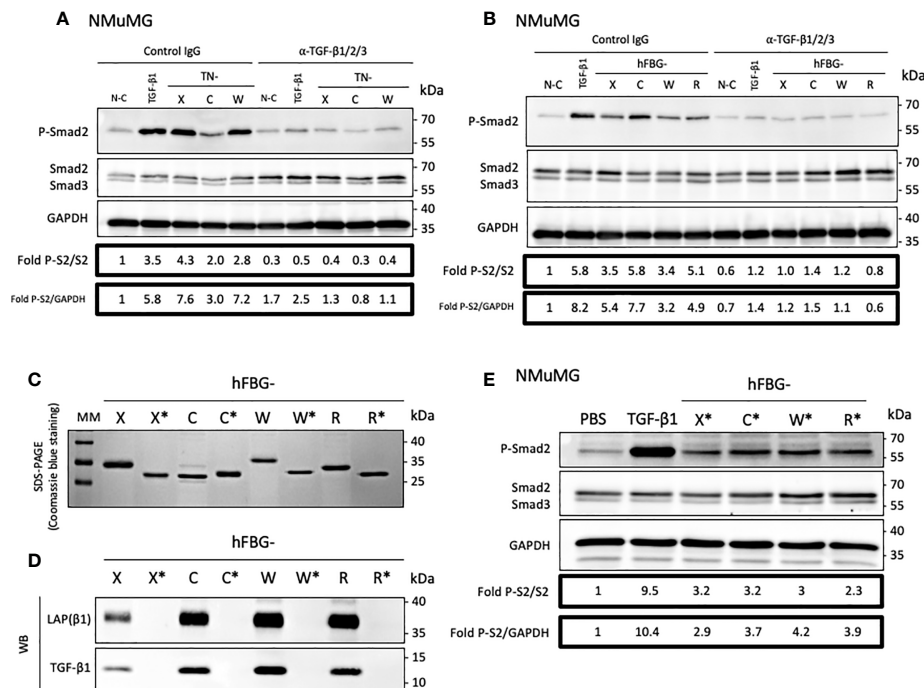 A NMuMG
Control IgG α-TGF-β1/2/3
TN- TN-
N-C TGF-β1 X C W N-C TGF-β1 X C W kDa
P-Smad2 70
55
Smad2 70
Smad3 55
GAPDH 40
35
Fold P-S2/S2 1 3.5 4.3 2.0 2.8 0.3 0.5 0.4 0.3 0.4
Fold P-S2/GAPDH 1 5.8 7.6 3.0 7.2 1.7 2.5 1.3 0.8 1.1
B NMuMG
Control IgG α-TGF-β1/2/3
hFBG- hFBG-
N-C TGF-β1 X C W R N-C TGF-β1 X C W R kDa
P-Smad2 70
55
Smad2 70
Smad3 55
GAPDH 40
35
Fold P-S2/S2 1 5.8 3.5 5.8 3.4 5.1 0.6 1.2 1.0 1.4 1.2 0.8
Fold P-S2/GAPDH 1 8.2 5.4 7.7 3.2 4.9 0.7 1.4 1.2 1.5 1.1 0.6
C
hFBG-
MM X X* C C* W W* R R* kDa
SDS-PAGE
(Coomassie blue staining)
40
35
25
D
hFBG-
X X* C C* W W* R R* kDa
WB
LAP(β1) 40
35
TGF-β1 15
10
E NMuMG
hFBG-
PBS TGF-β1 X* C* W* R* kDa
P-Smad2 70
55
Smad2 70
Smad3 55
GAPDH 40
35
Fold P-S2/S2 1 9.5 3.2 3.2 3 2.3
Fold P-S2/GAPDH 1 10.4 2.9 3.7 4.2 3.9